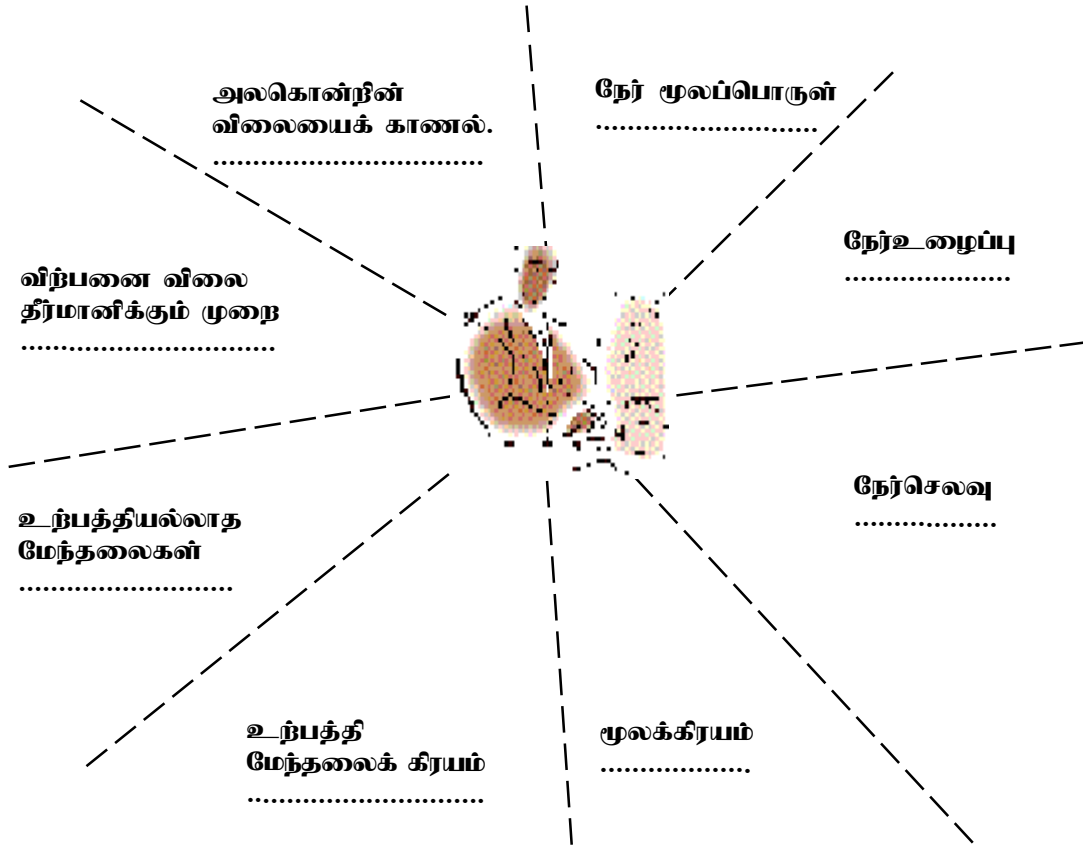 அலகொன்றின்
விலையைக் காணல்.
..................................
நேர் மூலப்பொருள்
............................
நேர்உழைப்பு
.....................
விற்பனை விலை
தீர்மானிக்கும் முறை
................................
நேர்செலவு
..................
உற்பத்தியல்லாத
மேந்தலைகள்
...........................
உற்பத்தி
மேந்தலைக் கிரயம்
..............................
மூலக்கிரயம்
...................